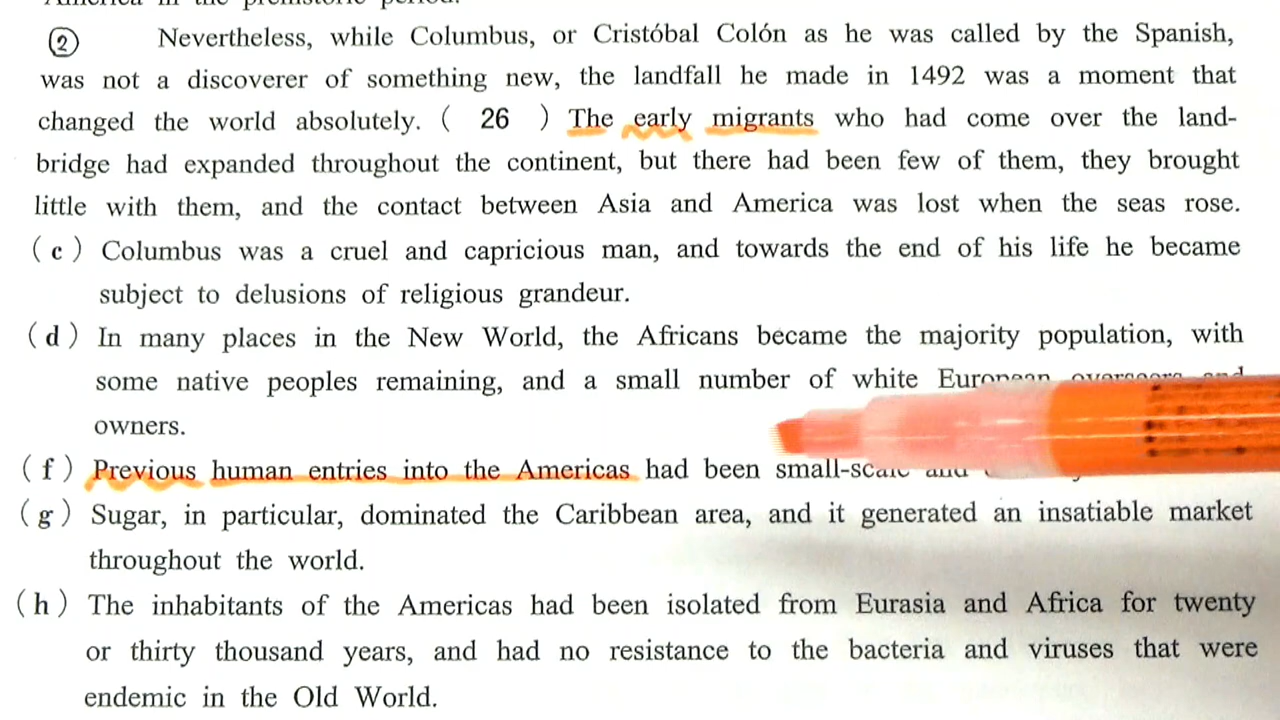 ② Nevertheless, while Columbus, or Cristóbal Colón as he was called by the Spanish,
was not a discoverer of something new, the landfall he made in 1492 was a moment that
changed the world absolutely. ( 26 ) The early migrants who had come over the land-
bridge had expanded throughout the continent, but there had been few of them, they brought
little with them, and the contact between Asia and America was lost when the seas rose.
(c) Columbus was a cruel and capricious man, and towards the end of his life he became
subject to delusions of religious grandeur.
(d) In many places in the New World, the Africans became the majority population, with
some native peoples remaining, and a small number of white European
owners.
(f) Previous human entries into the Americas had been small-scale and
(g) Sugar, in particular, dominated the Caribbean area, and it generated an insatiable market
throughout the world.
(h) The inhabitants of the Americas had been isolated from Eurasia and Africa for twenty
or thirty thousand years, and had no resistance to the bacteria and viruses that were
endemic in the Old World.